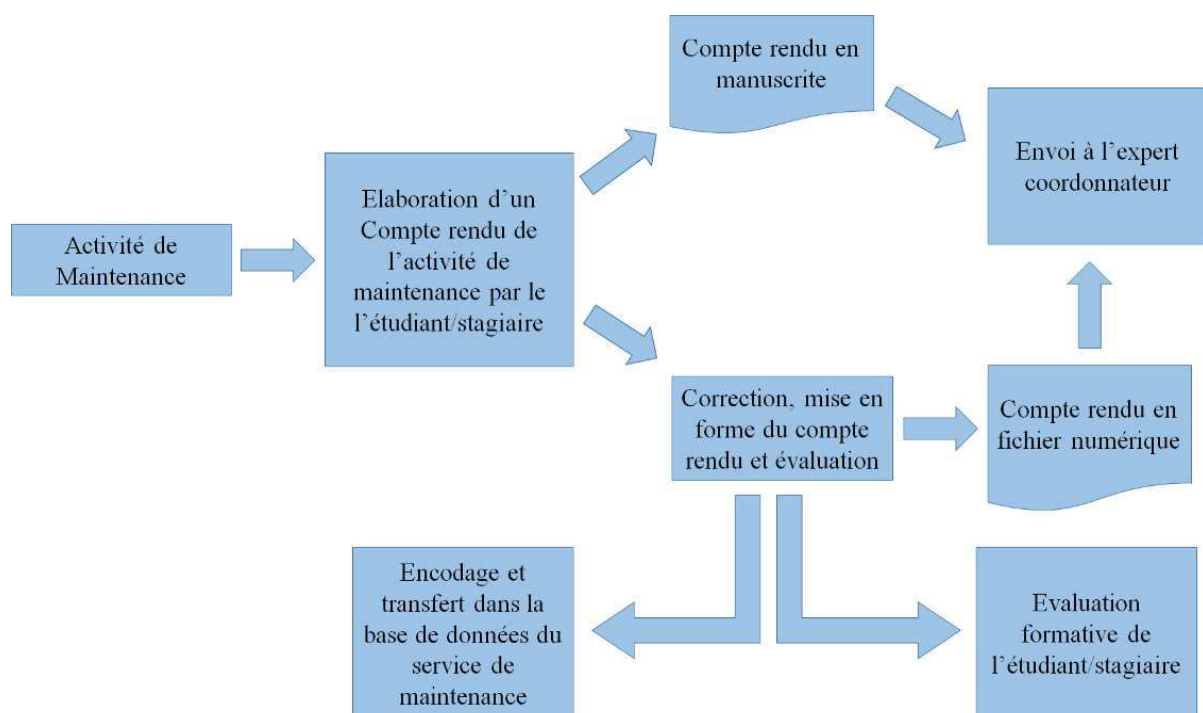 Compte rendu en
manuscrite
Envoi à l’expert
coordonnateur
Elaboration d’un
Compte rendu de
l’activité de
maintenance par le
l’étudiant/stagiaire
Activité de
Maintenance
Correction, mise en
forme du compte
rendu et évaluation
Compte rendu en
fichier numérique
Encodage et
transfert dans la
base de données du
service de
maintenance
Evaluation
formative de
l’étudiant/stagiaire